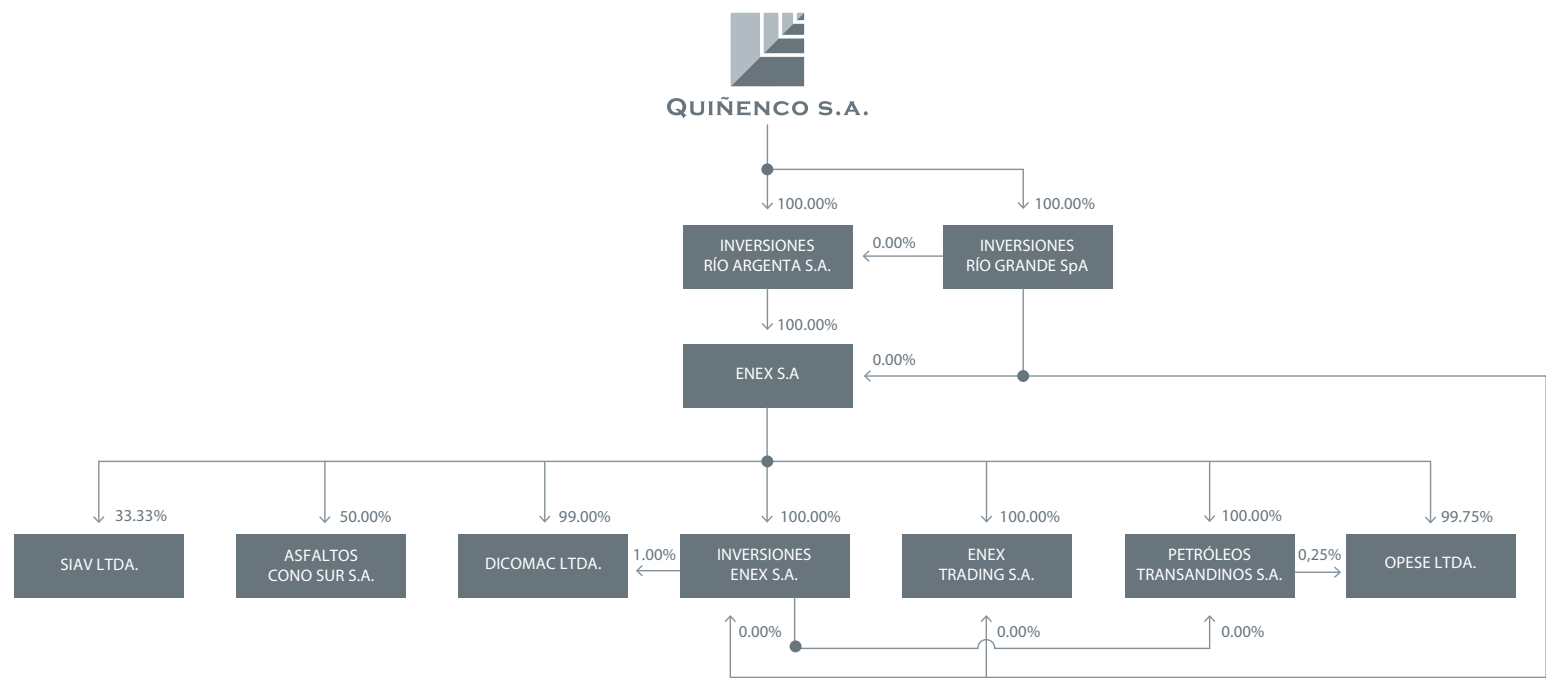 QUIÑENCO S.A.
100.00%
100.00%
INVERSIONES
RÍO ARGENTA S.A.
0.00%
INVERSIONES
RÍO GRANDE SpA
100.00%
ENEX S.A
0.00%
33.33%
50.00%
99.00%
100.00%
100.00%
100.00%
99.75%
SIAV LTDA.
ASFALTOS
CONO SUR S.A.
DICOMAC LTDA.
1.00%
INVERSIONES
ENEX S.A.
ENEX
TRADING S.A.
PETRÓLEOS
TRANSANDINOS S.A.
0,25%
OPESE LTDA.
0.00%
0.00%
0.00%